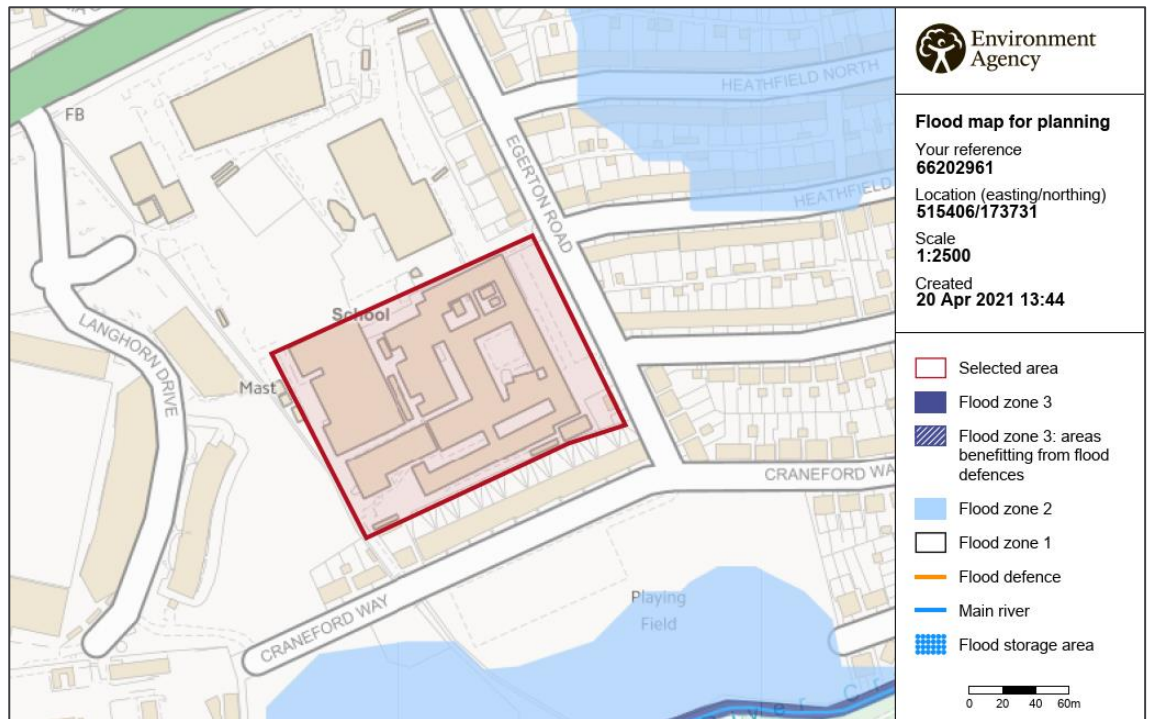 FB
HEATHFIELD NORTH
EGERTON ROAD
HEATHFIELD
School
LANGHORN DRIVE
Mast
CRANEFORD WA
Playing
Field
CRANEFORD WAY
River Cr
Environment
Agency
Flood map for planning
Your reference
66202961
Location (easting/northing)
515406/173731
Scale
1:2500
Created
20 Apr 2021 13:44
Selected area
Flood zone 3
Flood zone 3: areas
benefitting from flood
defences
Flood zone 2
Flood zone 1
Flood defence
Main river
Flood storage area
0 20 40 60m